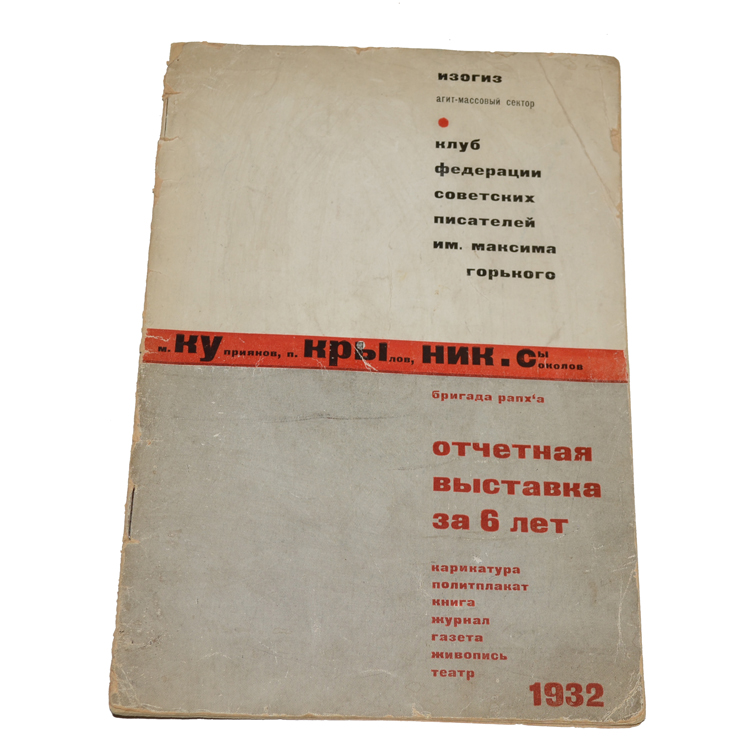 изогиз
агит-массовый сектор
клуб
федерации
советских
писателей
им. максима
горького
м. куприянов, п. крылов, ник. соколовы
бригада рапх'а
отчетная
выставка
за 6 лет
карикатура
политплакат
книга
журнал
газета
живопись
театр
1932